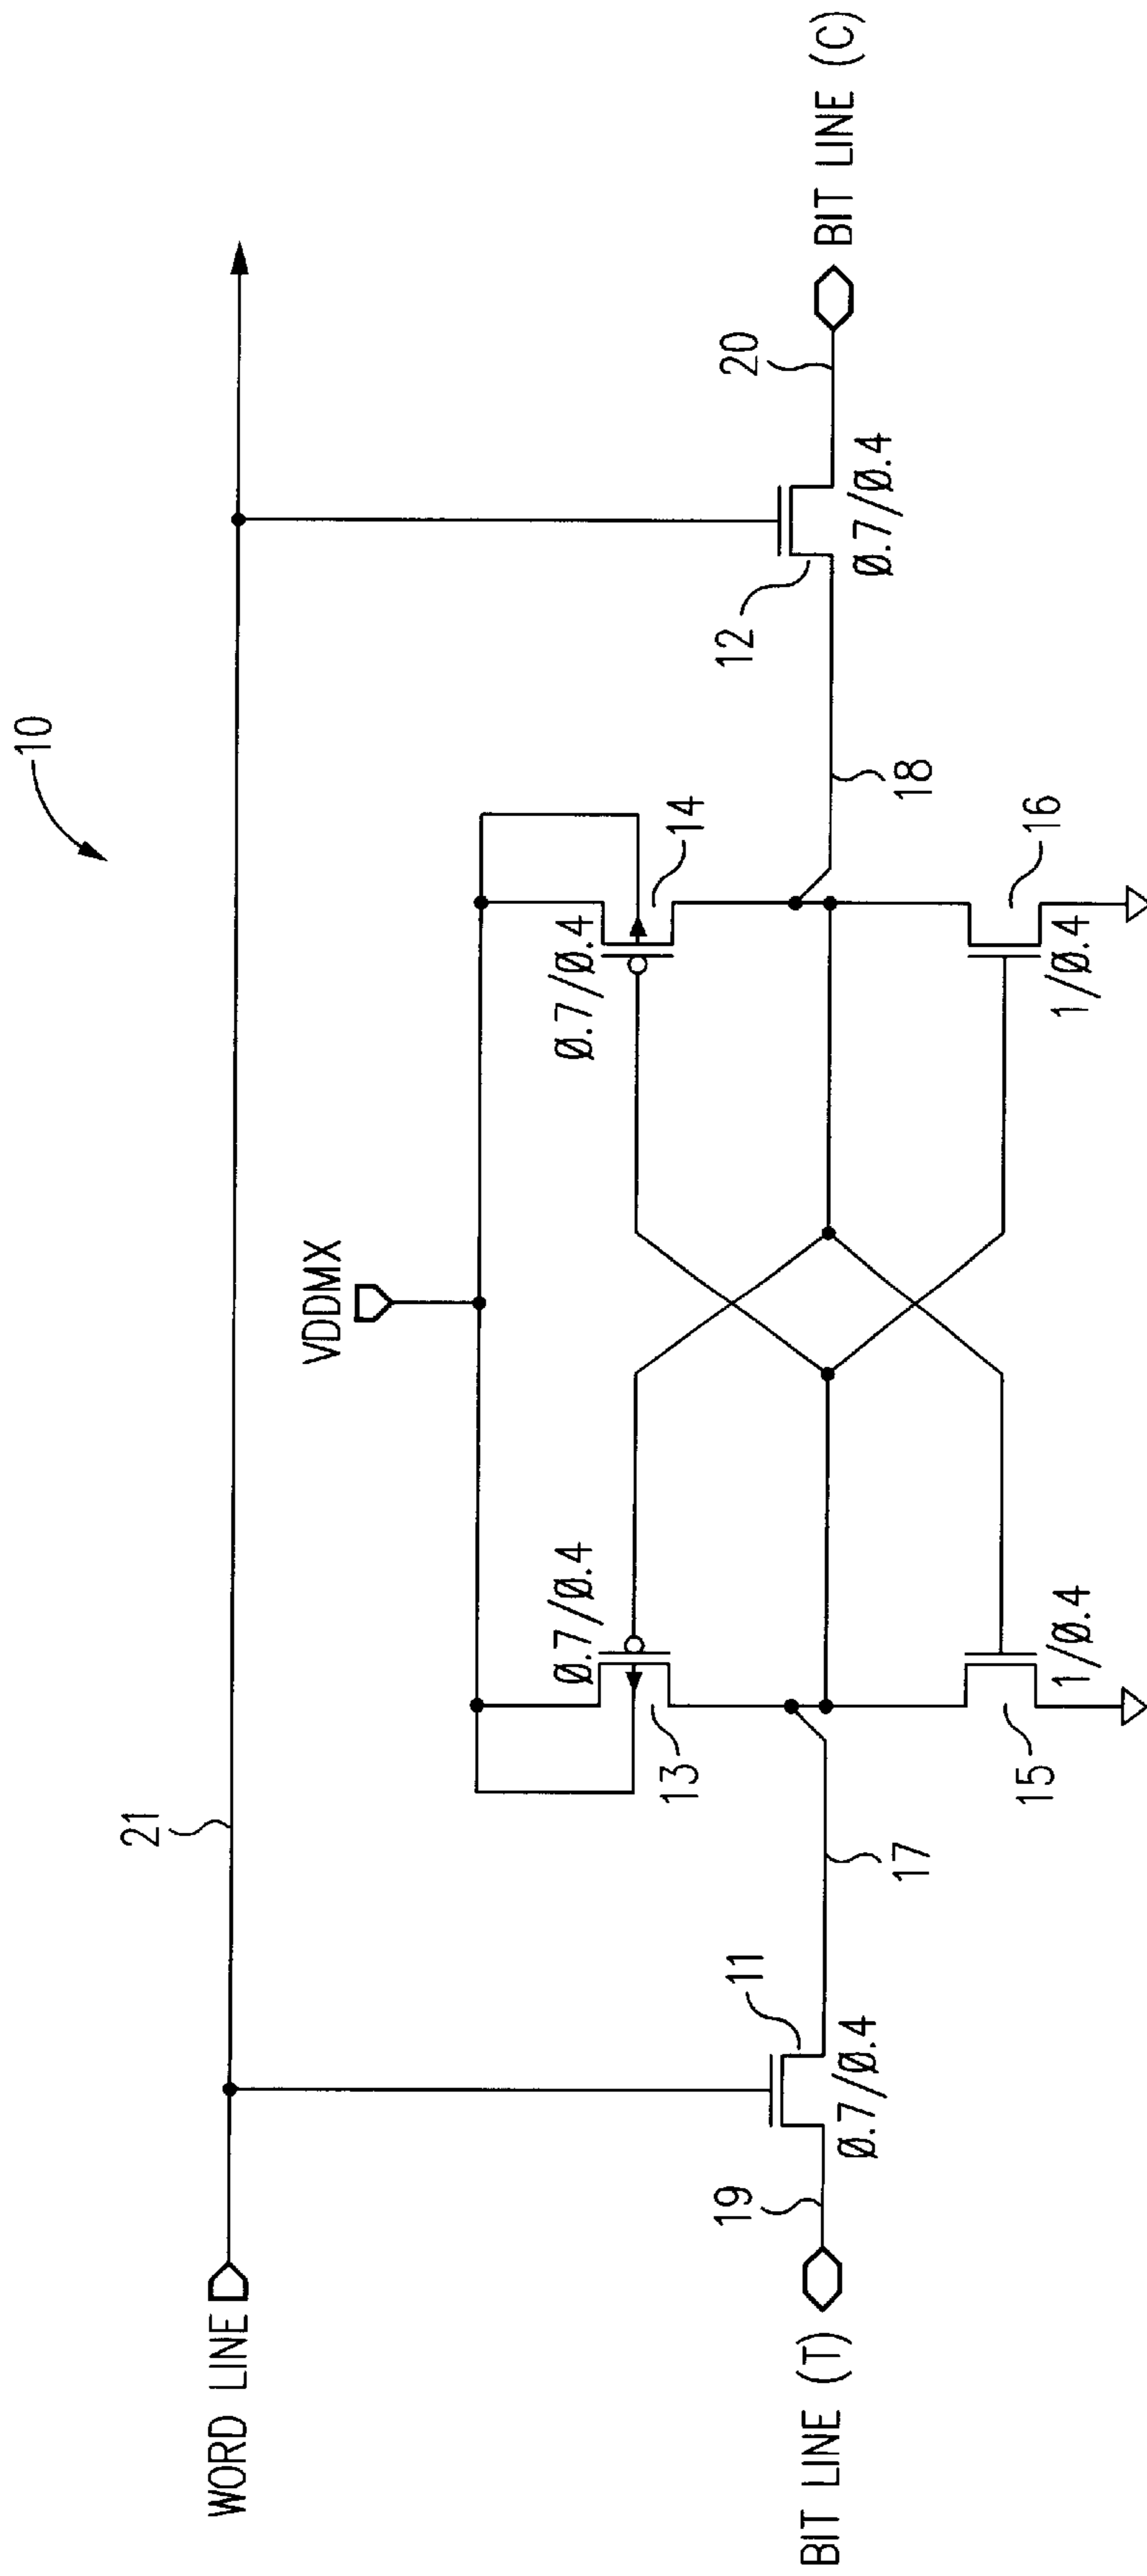 10
WORD LINE
21
VDDMX
Ø.7/Ø.4
13
Ø.7/Ø.4
14
BIT LINE (T)
19
11
Ø.7/Ø.4
17
18
12
Ø.7/Ø.4
20
BIT LINE (C)
15
1/Ø.4
1/Ø.4
16